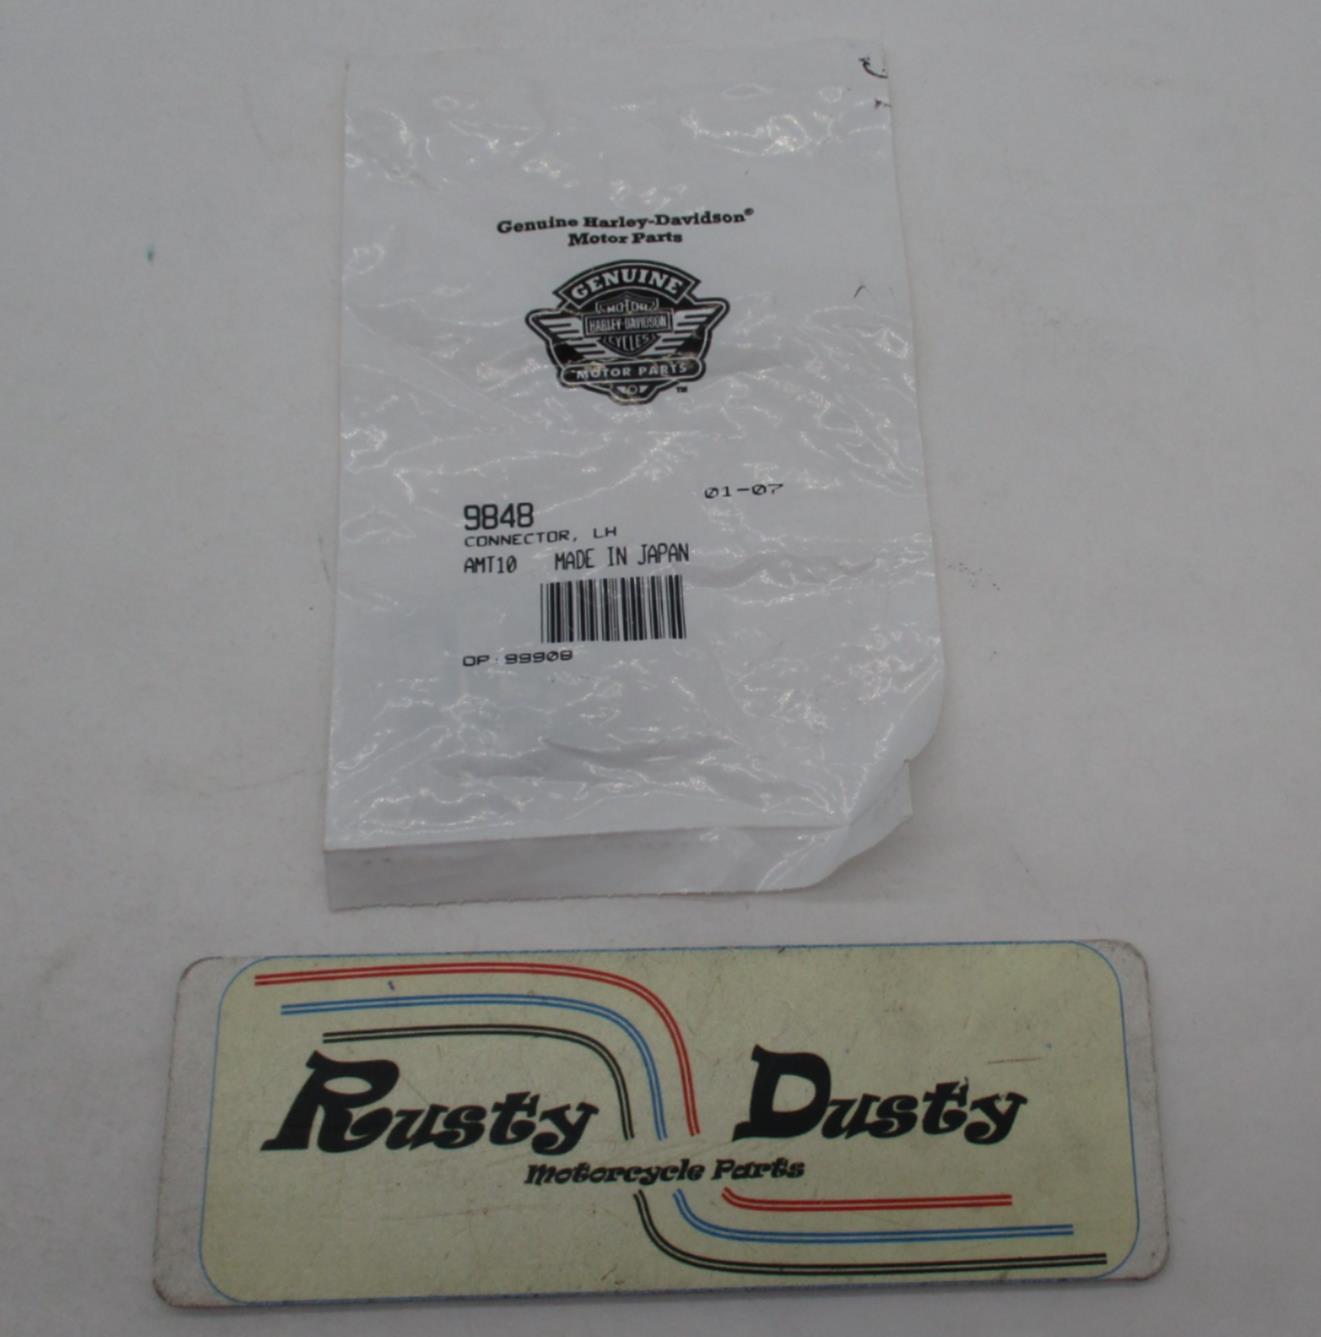 Genuine Harley-Davidson®
Motor Parts
GENUINE
MOTOR
HARLEY-DAVIDSON
CYCLES
MOTOR PARTS
™
01-07
9848
CONNECTOR, LH
AMT10 MADE IN JAPAN
OP: 99908
Rusty Dusty
Motorcycle Parts